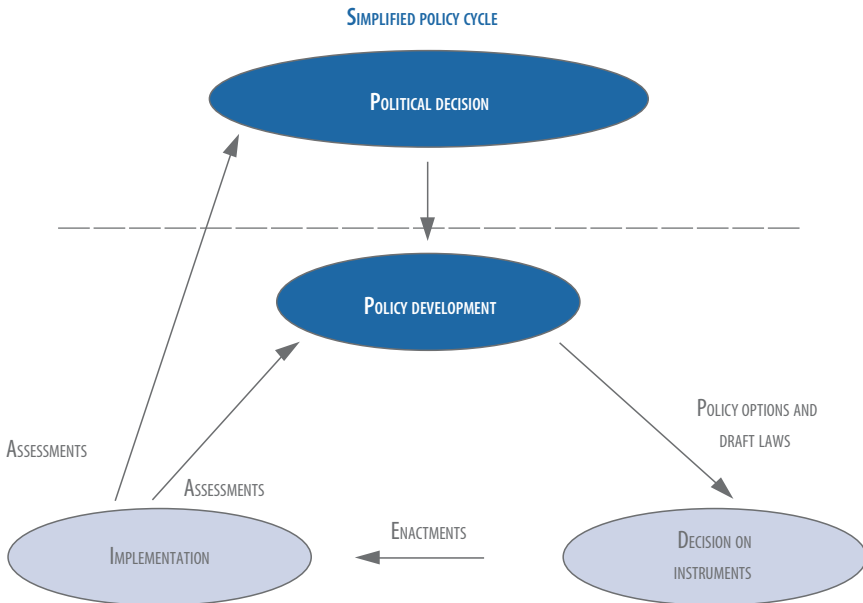 Simplified policy cycle
Political decision
Policy development
Policy options and
draft laws
Assessments
Assessments
Enactments
Implementation
Decision on
instruments